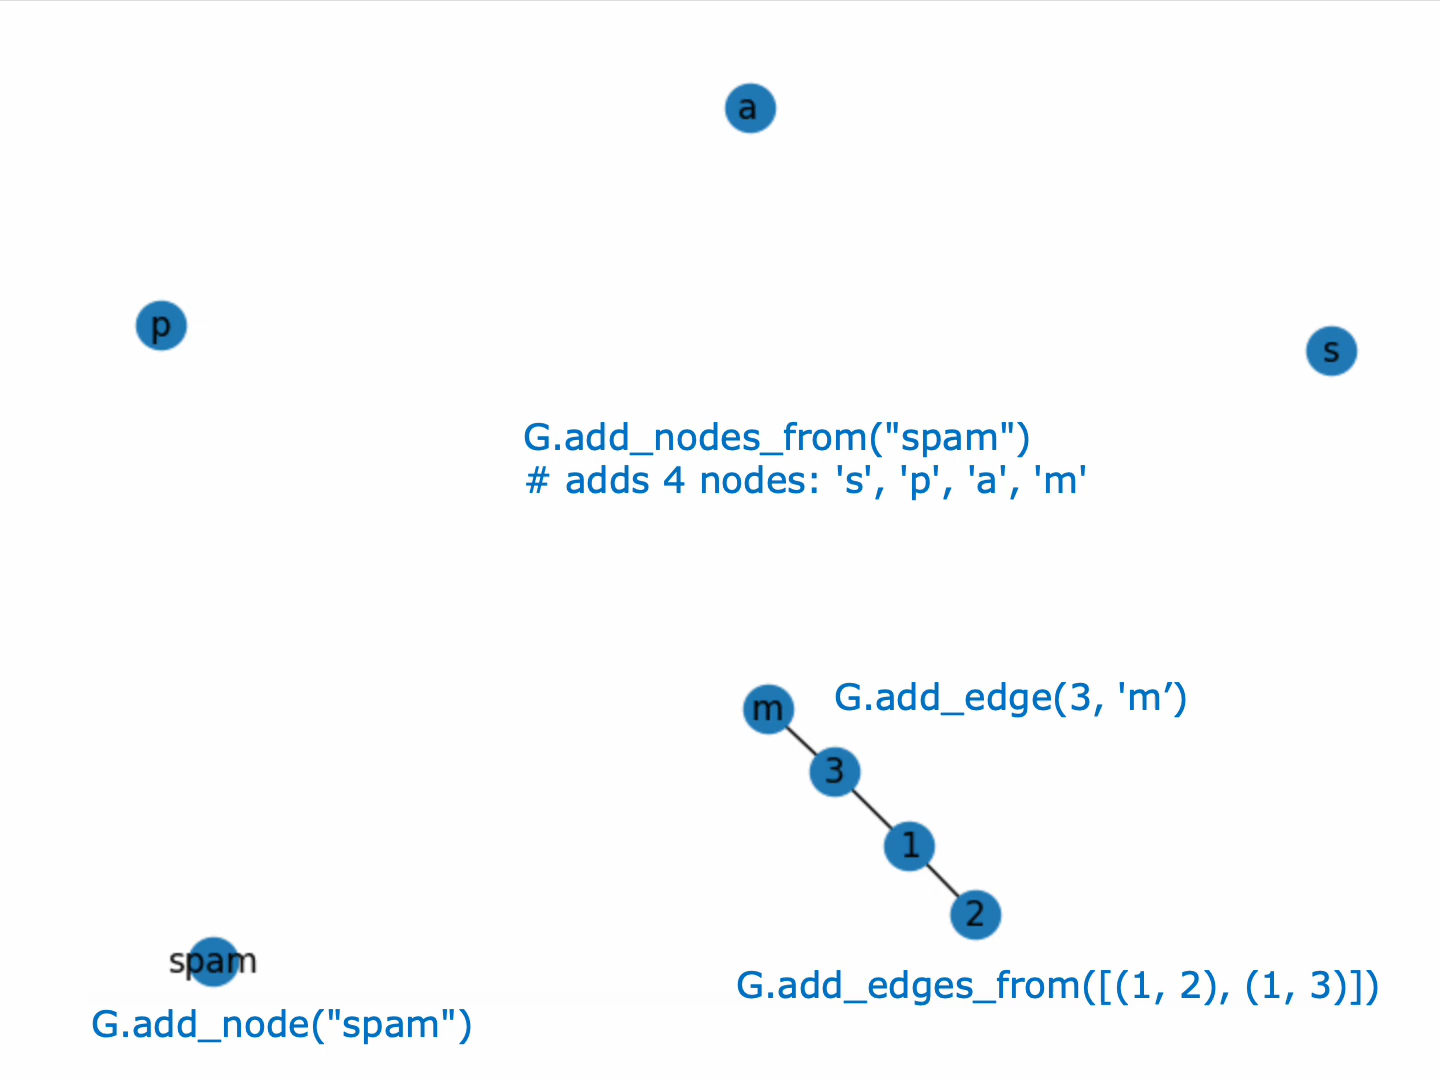 a
p
s
G.add_nodes_from("spam")
# adds 4 nodes: 's', 'p', 'a', 'm'
m
G.add_edge(3, 'm’)
3
1
2
spam
G.add_edges_from([(1, 2), (1, 3)])
G.add_node("spam")